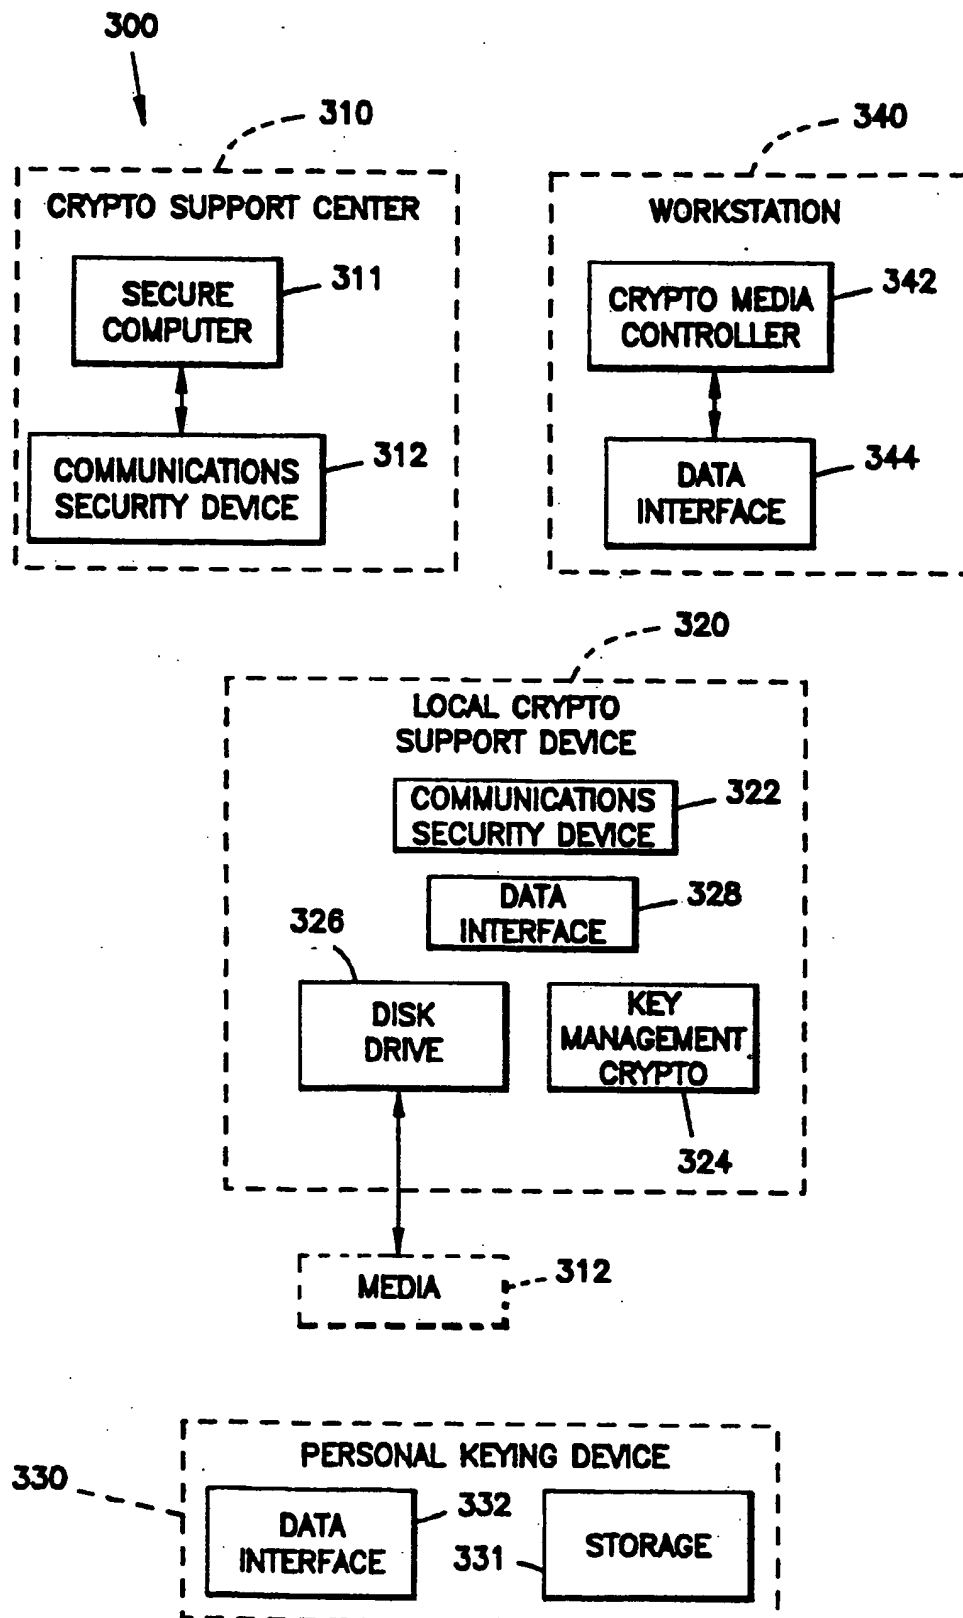 300
310
CRYPTO SUPPORT CENTER
SECURE
COMPUTER
311
COMMUNICATIONS
SECURITY DEVICE
312
340
WORKSTATION
CRYPTO MEDIA
CONTROLLER
342
DATA
INTERFACE
344
320
LOCAL CRYPTO
SUPPORT DEVICE
COMMUNICATIONS
SECURITY DEVICE
322
DATA
INTERFACE
328
326
DISK
DRIVE
KEY
MANAGEMENT
CRYPTO
324
MEDIA
312
330
PERSONAL KEYING DEVICE
DATA
INTERFACE
332
331
STORAGE